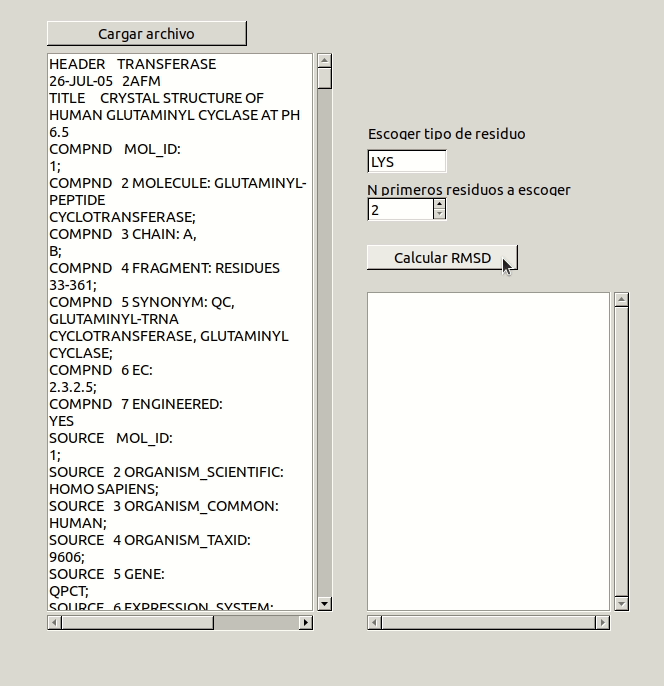 Cargar archivo
HEADER TRANSFERASE
26-JUL-05 2AFM
TITLE CRYSTAL STRUCTURE OF
HUMAN GLUTAMINYL CYCLASE AT PH
6.5
COMPND MOL_ID:
1;
COMPND 2 MOLECULE: GLUTAMINYL-
PEPTIDE
CYCLOTRANSFERASE;
COMPND 3 CHAIN: A,
B;
COMPND 4 FRAGMENT: RESIDUES
33-361;
COMPND 5 SYNONYM: QC,
GLUTAMINYL-TRNA
CYCLOTRANSFERASE, GLUTAMINYL
CYCLASE;
COMPND 6 EC:
2.3.2.5;
COMPND 7 ENGINEERED:
YES
SOURCE MOL_ID:
1;
SOURCE 2 ORGANISM_SCIENTIFIC:
HOMO SAPIENS;
SOURCE 3 ORGANISM_COMMON:
HUMAN;
SOURCE 4 ORGANISM_TAXID:
9606;
SOURCE 5 GENE:
QPCT;
SOURCE 6 EXPRESSION_SYSTEM:
Escoger tipo de residuo
LYS
N primeros residuos a escoger
2
Calcular RMSD